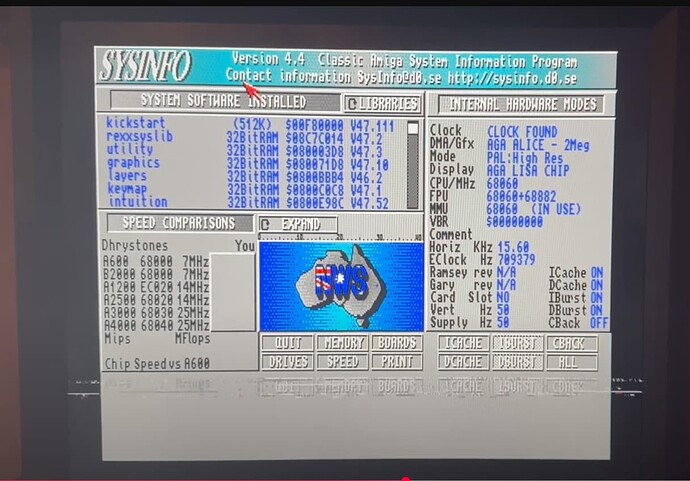 SYSINFO
Version 4.4 Classic Amiga System Information Program
Contact information SysInfo@d0.se http://sysinfo.d0.se
SYSTEM SOFTWARE INSTALLED
LIBRARIES
kickstart (512K) $00F80000 V47.111
rexxsyslib 32BitRAM $08C7C014 V47.2
utility 32BitRAM $080003D8 V47.3
graphics 32BitRAM $080071D8 V47.10
layers 32BitRAM $0800BBB4 V46.2
keymap 32BitRAM $0800C0C8 V47.1
intuition 32BitRAM $0800E98C V47.52
INTERNAL HARDWARE MODES
Clock CLOCK FOUND
DMA/Gfx AGA ALICE - 2Meg
Mode PAL:High Res
Display AGA LISA CHIP
CPU/MHz 68060
FPU 68060+68882
MMU 68060 (IN USE)
VBR $00000000
Comment
Horiz KHz 15.60
EClock Hz 709379
Ramsey rev N/A ICache ON
Gary rev N/A DCache ON
Card Slot NO IBurst ON
Vert Hz 50 DBurst ON
Supply Hz 50 CBack OFF
SPEED COMPARISONS
EXPAND
Dhrystones You
A600 68000 7MHz
B2000 68000 7MHz
A1200 EC020 14MHz
A2500 68020 14MHz
A3000 68030 25MHz
A4000 68040 25MHz
Mips MFlops
Chip Speed vs A600
10 20 30 40
NWS
QUIT MEMORY BOARDS
DRIVES SPEED PRINT
ICACHE IBURST CBACK
DCACHE DBURST ALL